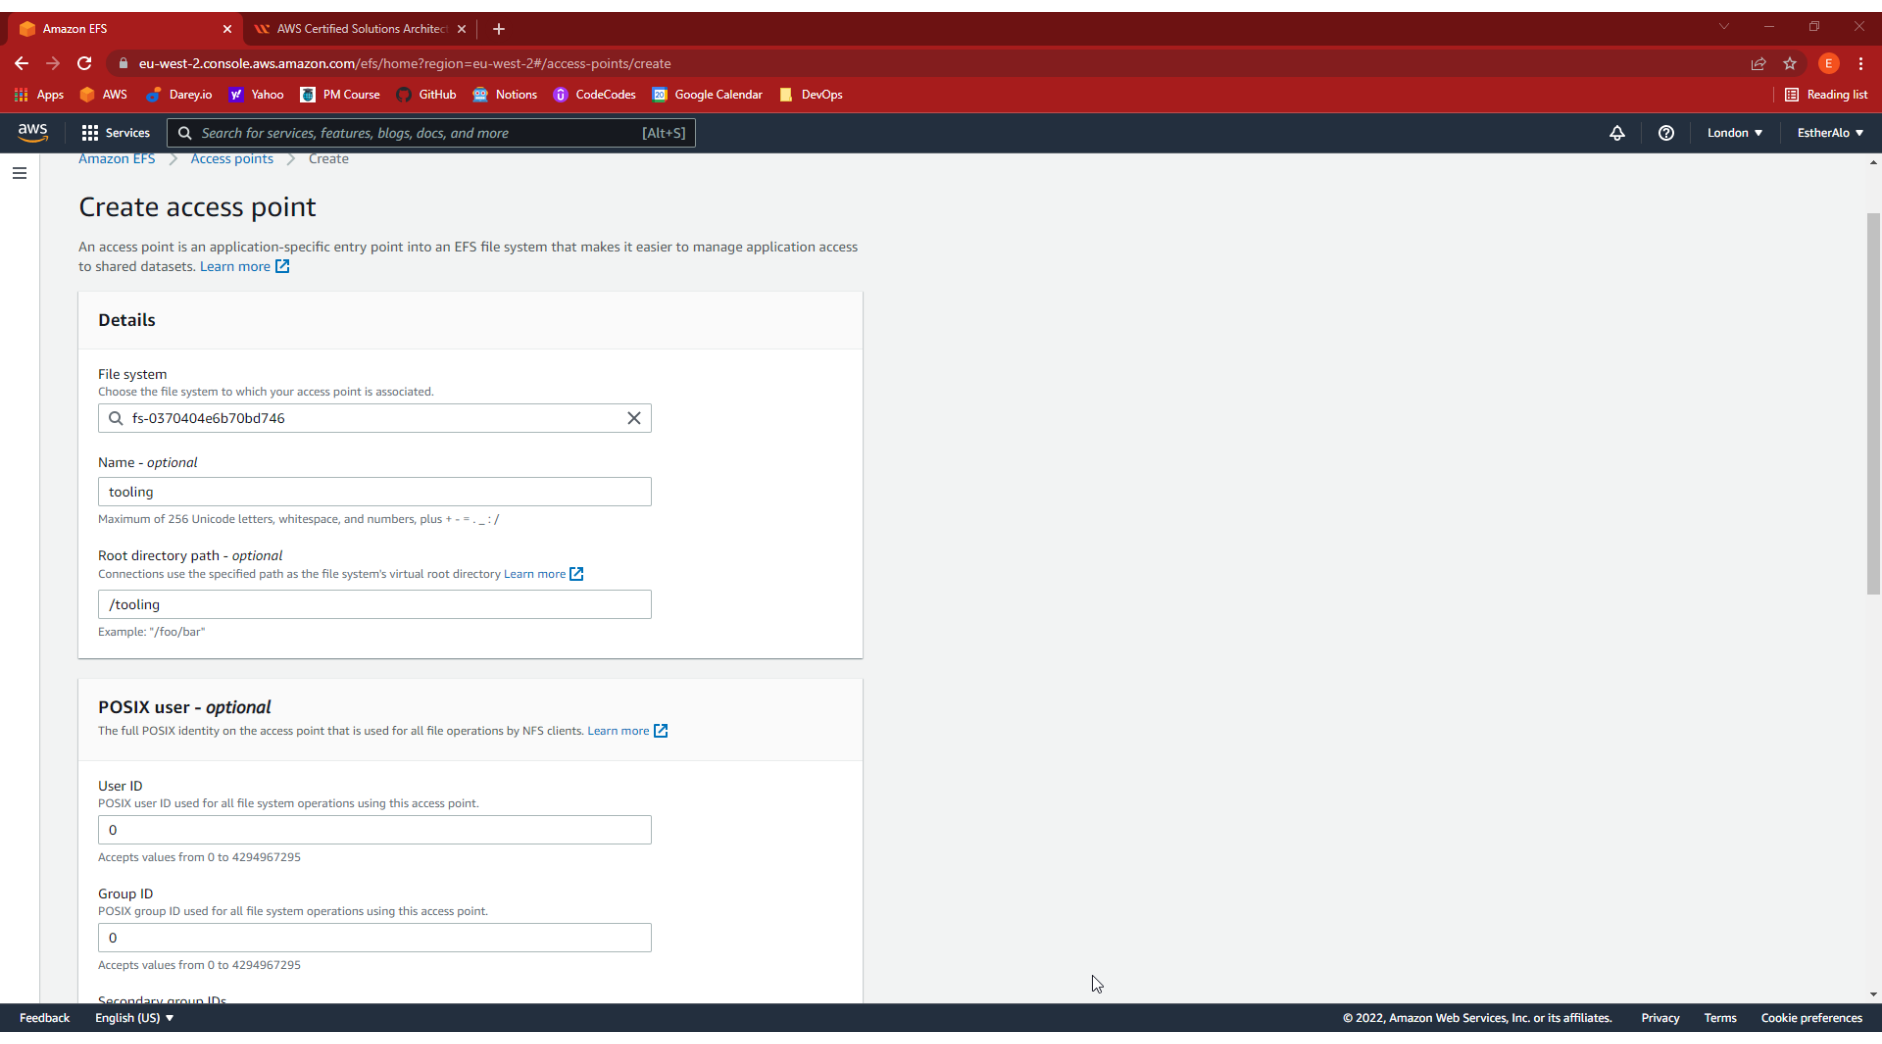 Amazon EFS
AWS Certified Solutions Architec
eu-west-2.console.aws.amazon.com/efs/home?region=eu-west-2#/access-points/create
E
Apps AWS Darey.io Yahoo PM Course GitHub Notions CodeCodes 20 Google Calendar DevOps Reading list
aws Services Search for services, features, blogs, docs, and more [Alt+S] London EstherAlo
Amazon EFS > Access points > Create
Create access point
An access point is an application-specific entry point into an EFS file system that makes it easier to manage application access
to shared datasets. Learn more
Details
File system
Choose the file system to which your access point is associated.
fs-0370404e6b70bd746
Name - optional
tooling
Maximum of 256 Unicode letters, whitespace, and numbers, plus + - = . _ : /
Root directory path - optional
Connections use the specified path as the file system's virtual root directory Learn more
/tooling
Example: "/foo/bar"
POSIX user - optional
The full POSIX identity on the access point that is used for all file operations by NFS clients. Learn more
User ID
POSIX user ID used for all file system operations using this access point.
0
Accepts values from 0 to 4294967295
Group ID
POSIX group ID used for all file system operations using this access point.
0
Accepts values from 0 to 4294967295
Secondary group IDs
Feedback English (US) © 2022, Amazon Web Services, Inc. or its affiliates. Privacy Terms Cookie preferences